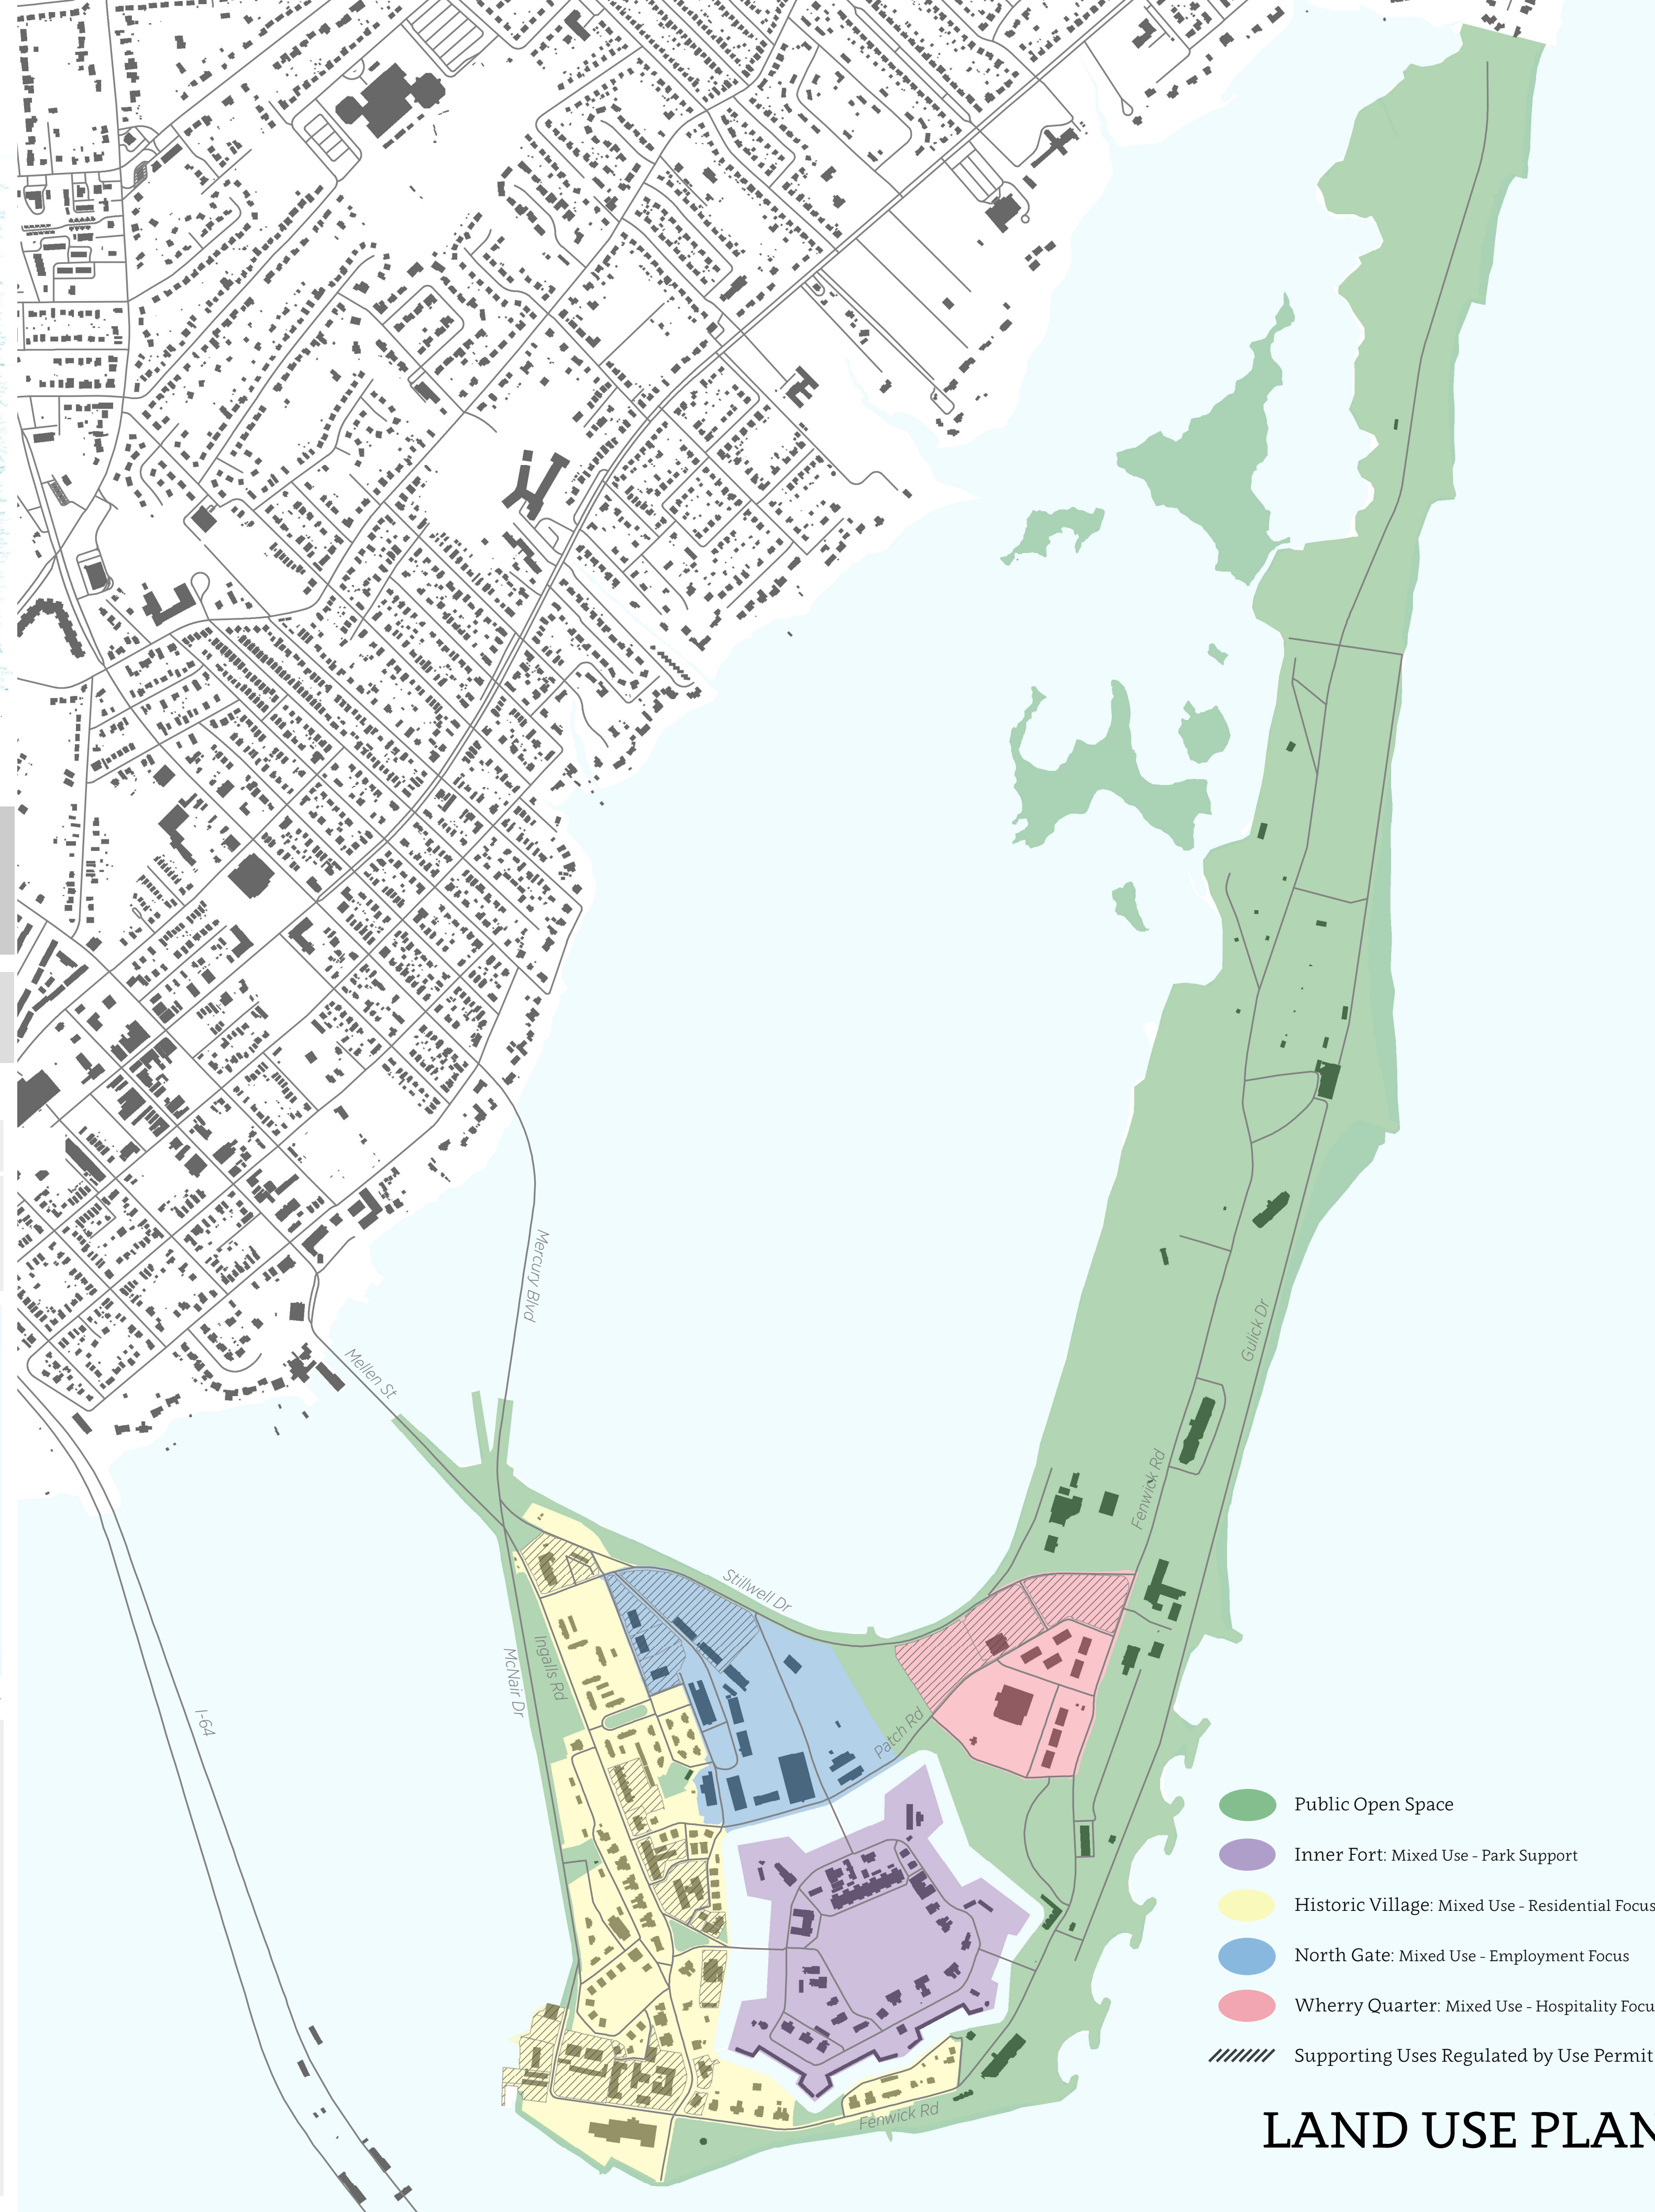 Mercury Blvd
Mellen St
Gulick Dr
Fenwick Rd
Stillwell Dr
Ingalls Rd
McNair Dr
I-64
Patch Rd
Fenwick Rd
Public Open Space
Inner Fort: Mixed Use - Park Support
Historic Village: Mixed Use - Residential Focus
North Gate: Mixed Use - Employment Focus
Wherry Quarter: Mixed Use - Hospitality Focu
Supporting Uses Regulated by Use Permit
LAND USE PLAN